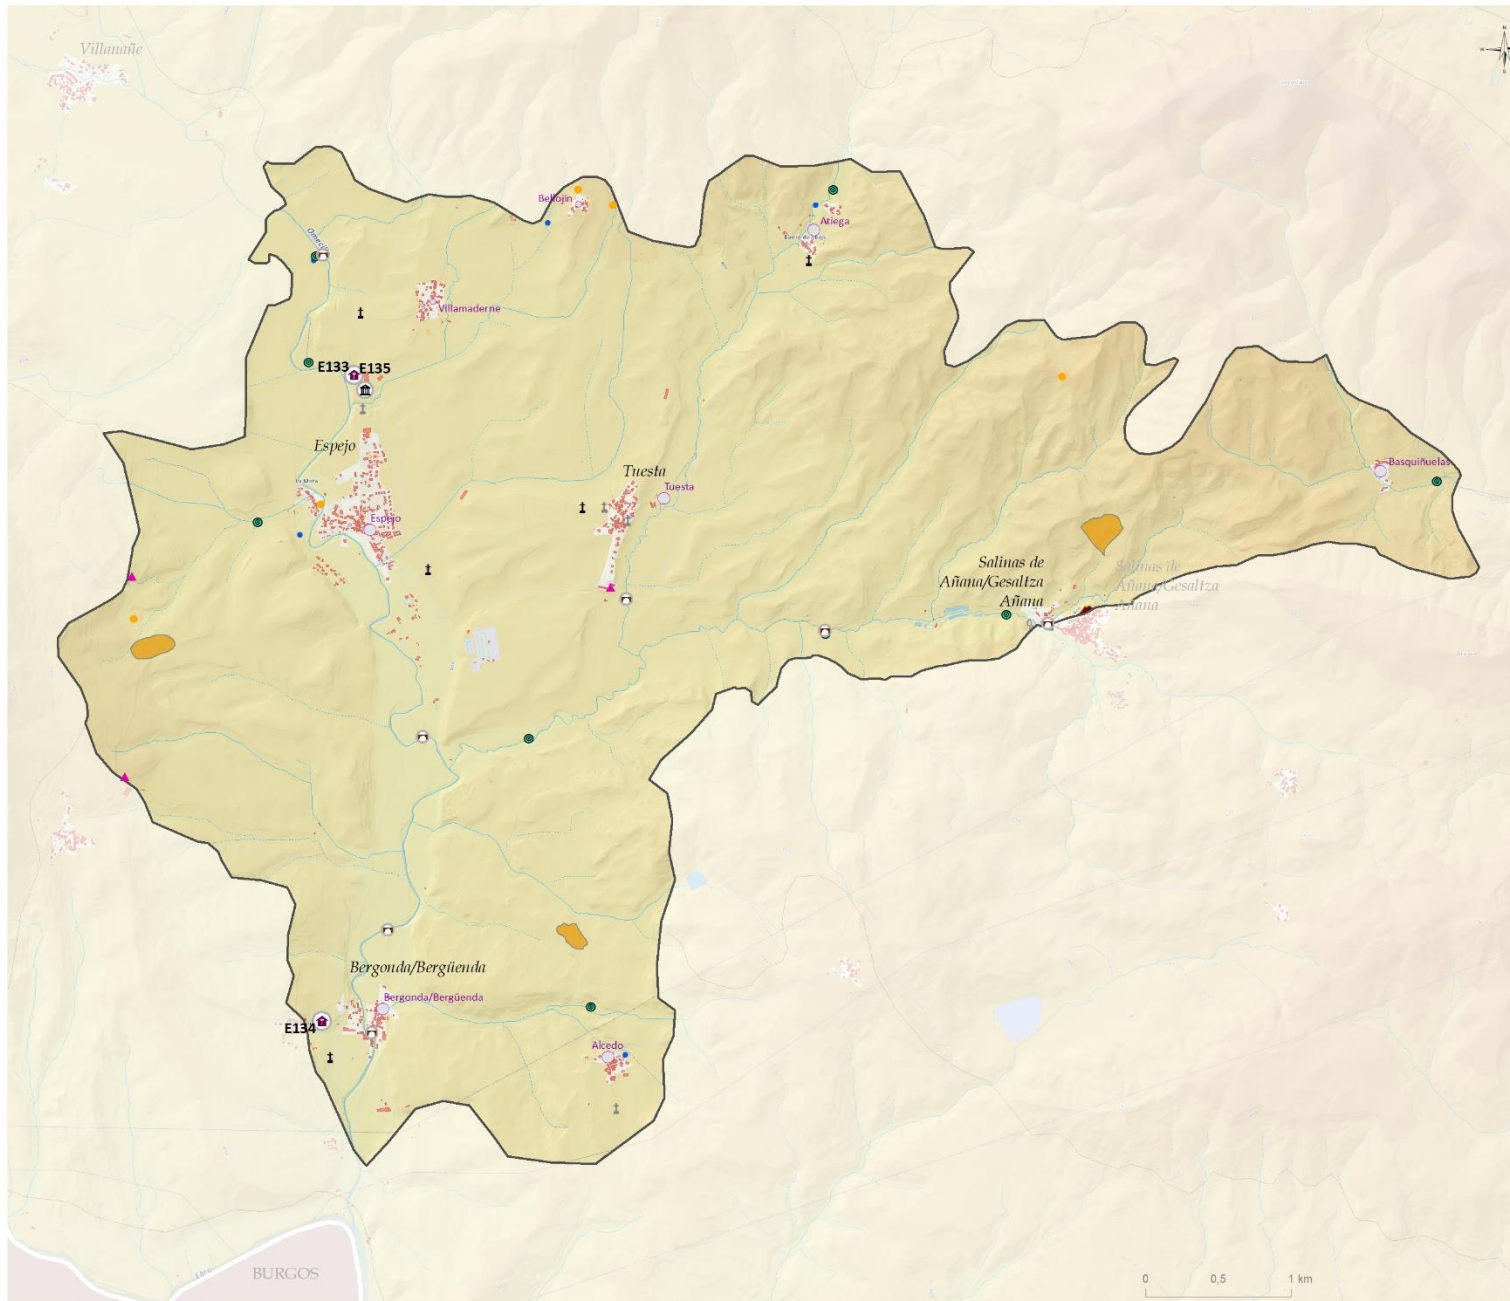 Villanañe
N
Bellojín
Atiega
Villamaderne
E133 E135
Espejo
Tuesta
Tuesta
Basquiñuelas
Espejo
Salinas de
Añana/Gesaltza
Añana
Salinas de
Añana/Gesaltza
Añana
Bergonda/Bergüenda
Bergonda/Bergüenda
E134
Alcedo
Ebro
BURGOS
0 0,5 1 km